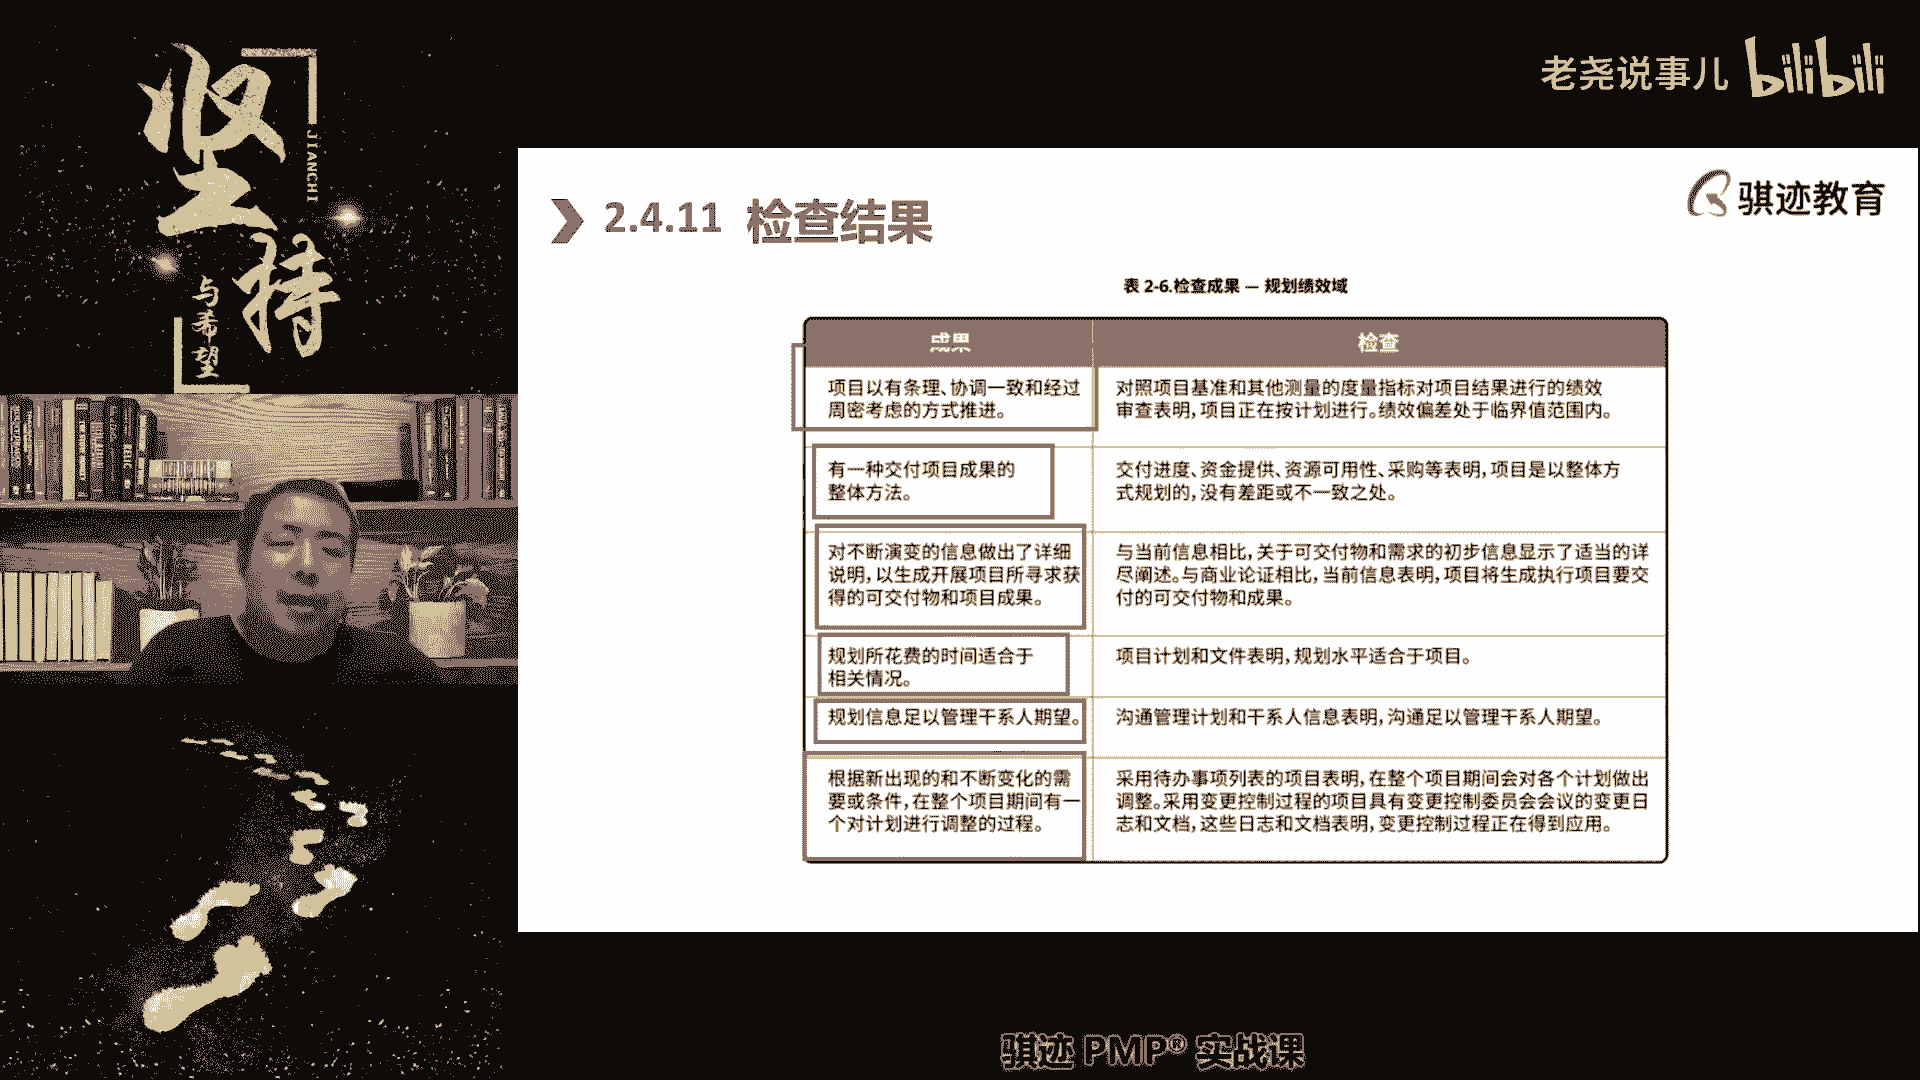 坚持
JIANCHI
与希望
老尧说事儿 bilibili
骐迹教育
2.4.11 检查结果
表 2-6.检查成果 — 规划绩效域
成果
检查
项目以有条理、协调一致和经过
周密考虑的方式推进。
对照项目基准和其他测量的度量指标对项目结果进行的绩效
审查表明,项目正在按计划进行。绩效偏差处于临界值范围内。
有一种交付项目成果的
整体方法。
交付进度、资金提供、资源可用性、采购等表明,项目是以整体方
式规划的,没有差距或不一致之处。
对不断演变的信息做出了详细
说明,以生成开展项目所寻求获
得的可交付物和项目成果。
与当前信息相比,关于可交付物和需求的初步信息显示了适当的详
尽阐述。与商业论证相比,当前信息表明,项目将生成执行项目要交
付的可交付物和成果。
规划所花费的时间适合于
相关情况。
项目计划和文件表明,规划水平适合于项目。
规划信息足以管理干系人期望。
沟通管理计划和干系人信息表明,沟通足以管理干系人期望。
根据新出现的和不断变化的需
要或条件,在整个项目期间有一
个对计划进行调整的过程。
采用待办事项列表的项目表明,在整个项目期间会对各个计划做出
调整。采用变更控制过程的项目具有变更控制委员会会议的变更日
志和文档,这些日志和文档表明,变更控制过程正在得到应用。
骐迹 PMP® 实战课